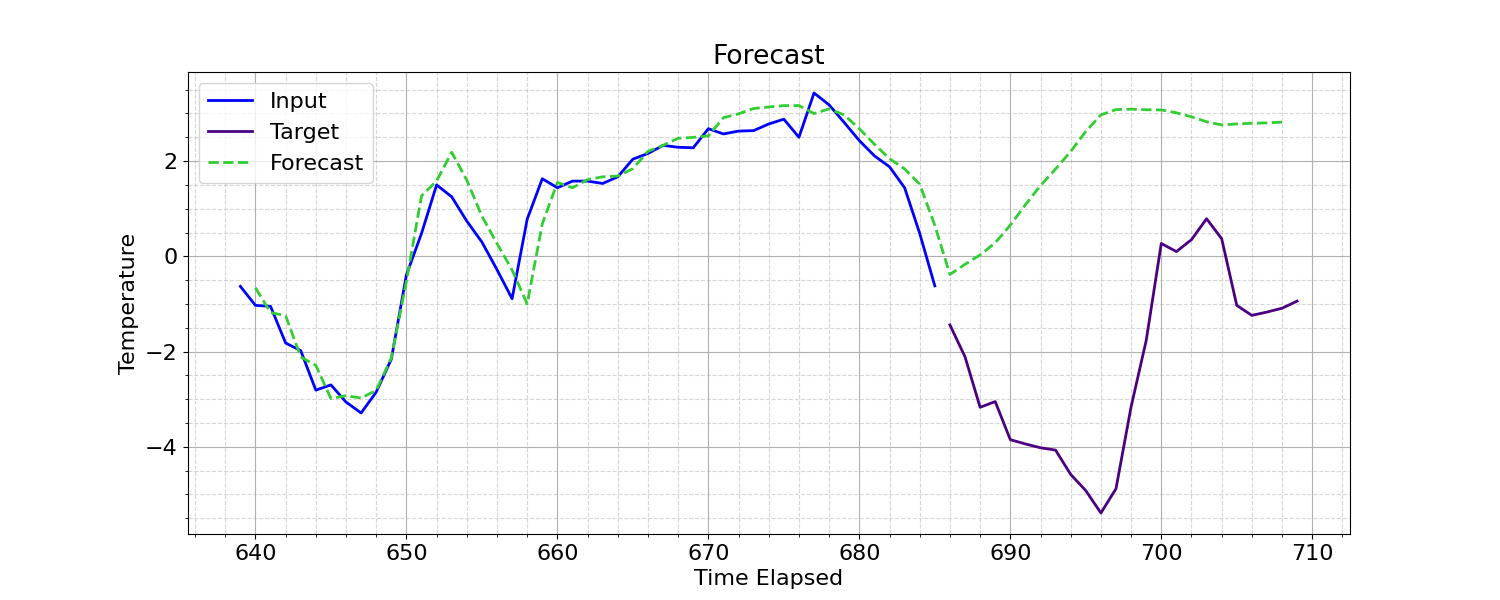 Forecast
Input
Target
Forecast
2
0
−2
−4
Temperature
640 650 660 670 680 690 700 710
Time Elapsed